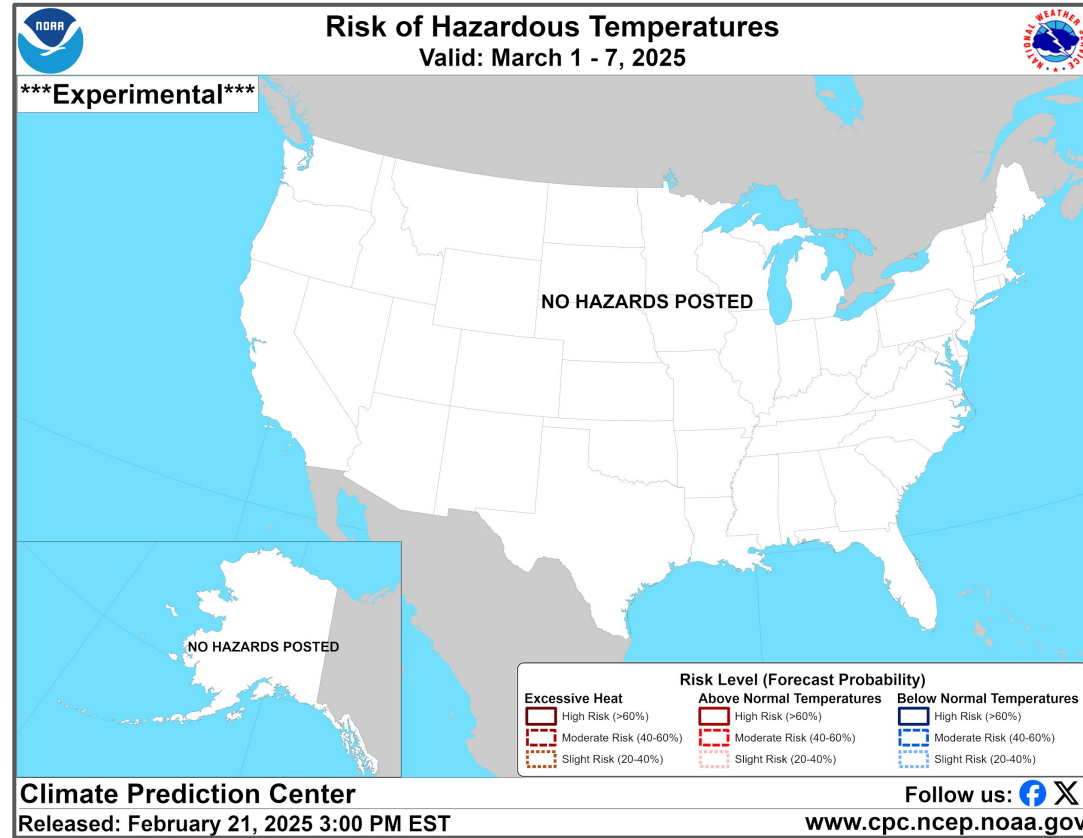 NOAA
Risk of Hazardous Temperatures
Valid: March 1 - 7, 2025
NATIONAL WEATHER SERVICE
***Experimental***
NO HAZARDS POSTED
NO HAZARDS POSTED
Risk Level (Forecast Probability)
Excessive Heat
High Risk (>60%)
Moderate Risk (40-60%)
Slight Risk (20-40%)
Above Normal Temperatures
High Risk (>60%)
Moderate Risk (40-60%)
Slight Risk (20-40%)
Below Normal Temperatures
High Risk (>60%)
Moderate Risk (40-60%)
Slight Risk (20-40%)
Climate Prediction Center
Follow us:
Released: February 21, 2025 3:00 PM EST
www.cpc.ncep.noaa.gov